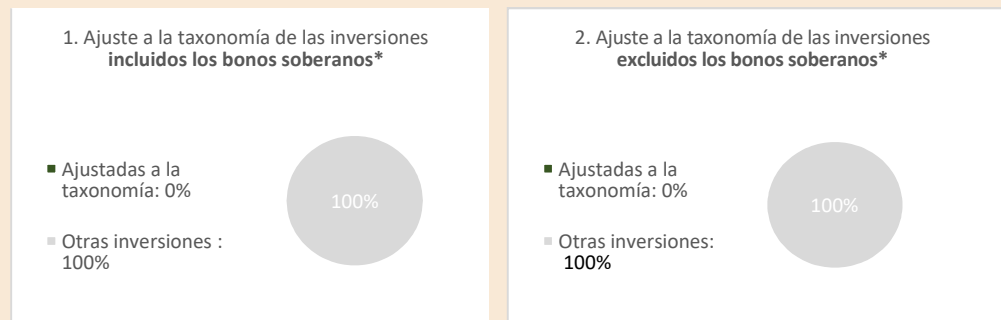 1. Ajuste a la taxonomía de las inversiones
incluidos los bonos soberanos*
Ajustadas a la
taxonomía: 0%
Otras inversiones :
100%
100%
2. Ajuste a la taxonomía de las inversiones
excluidos los bonos soberanos*
Ajustadas a la
taxonomía: 0%
Otras inversiones:
100%
100%